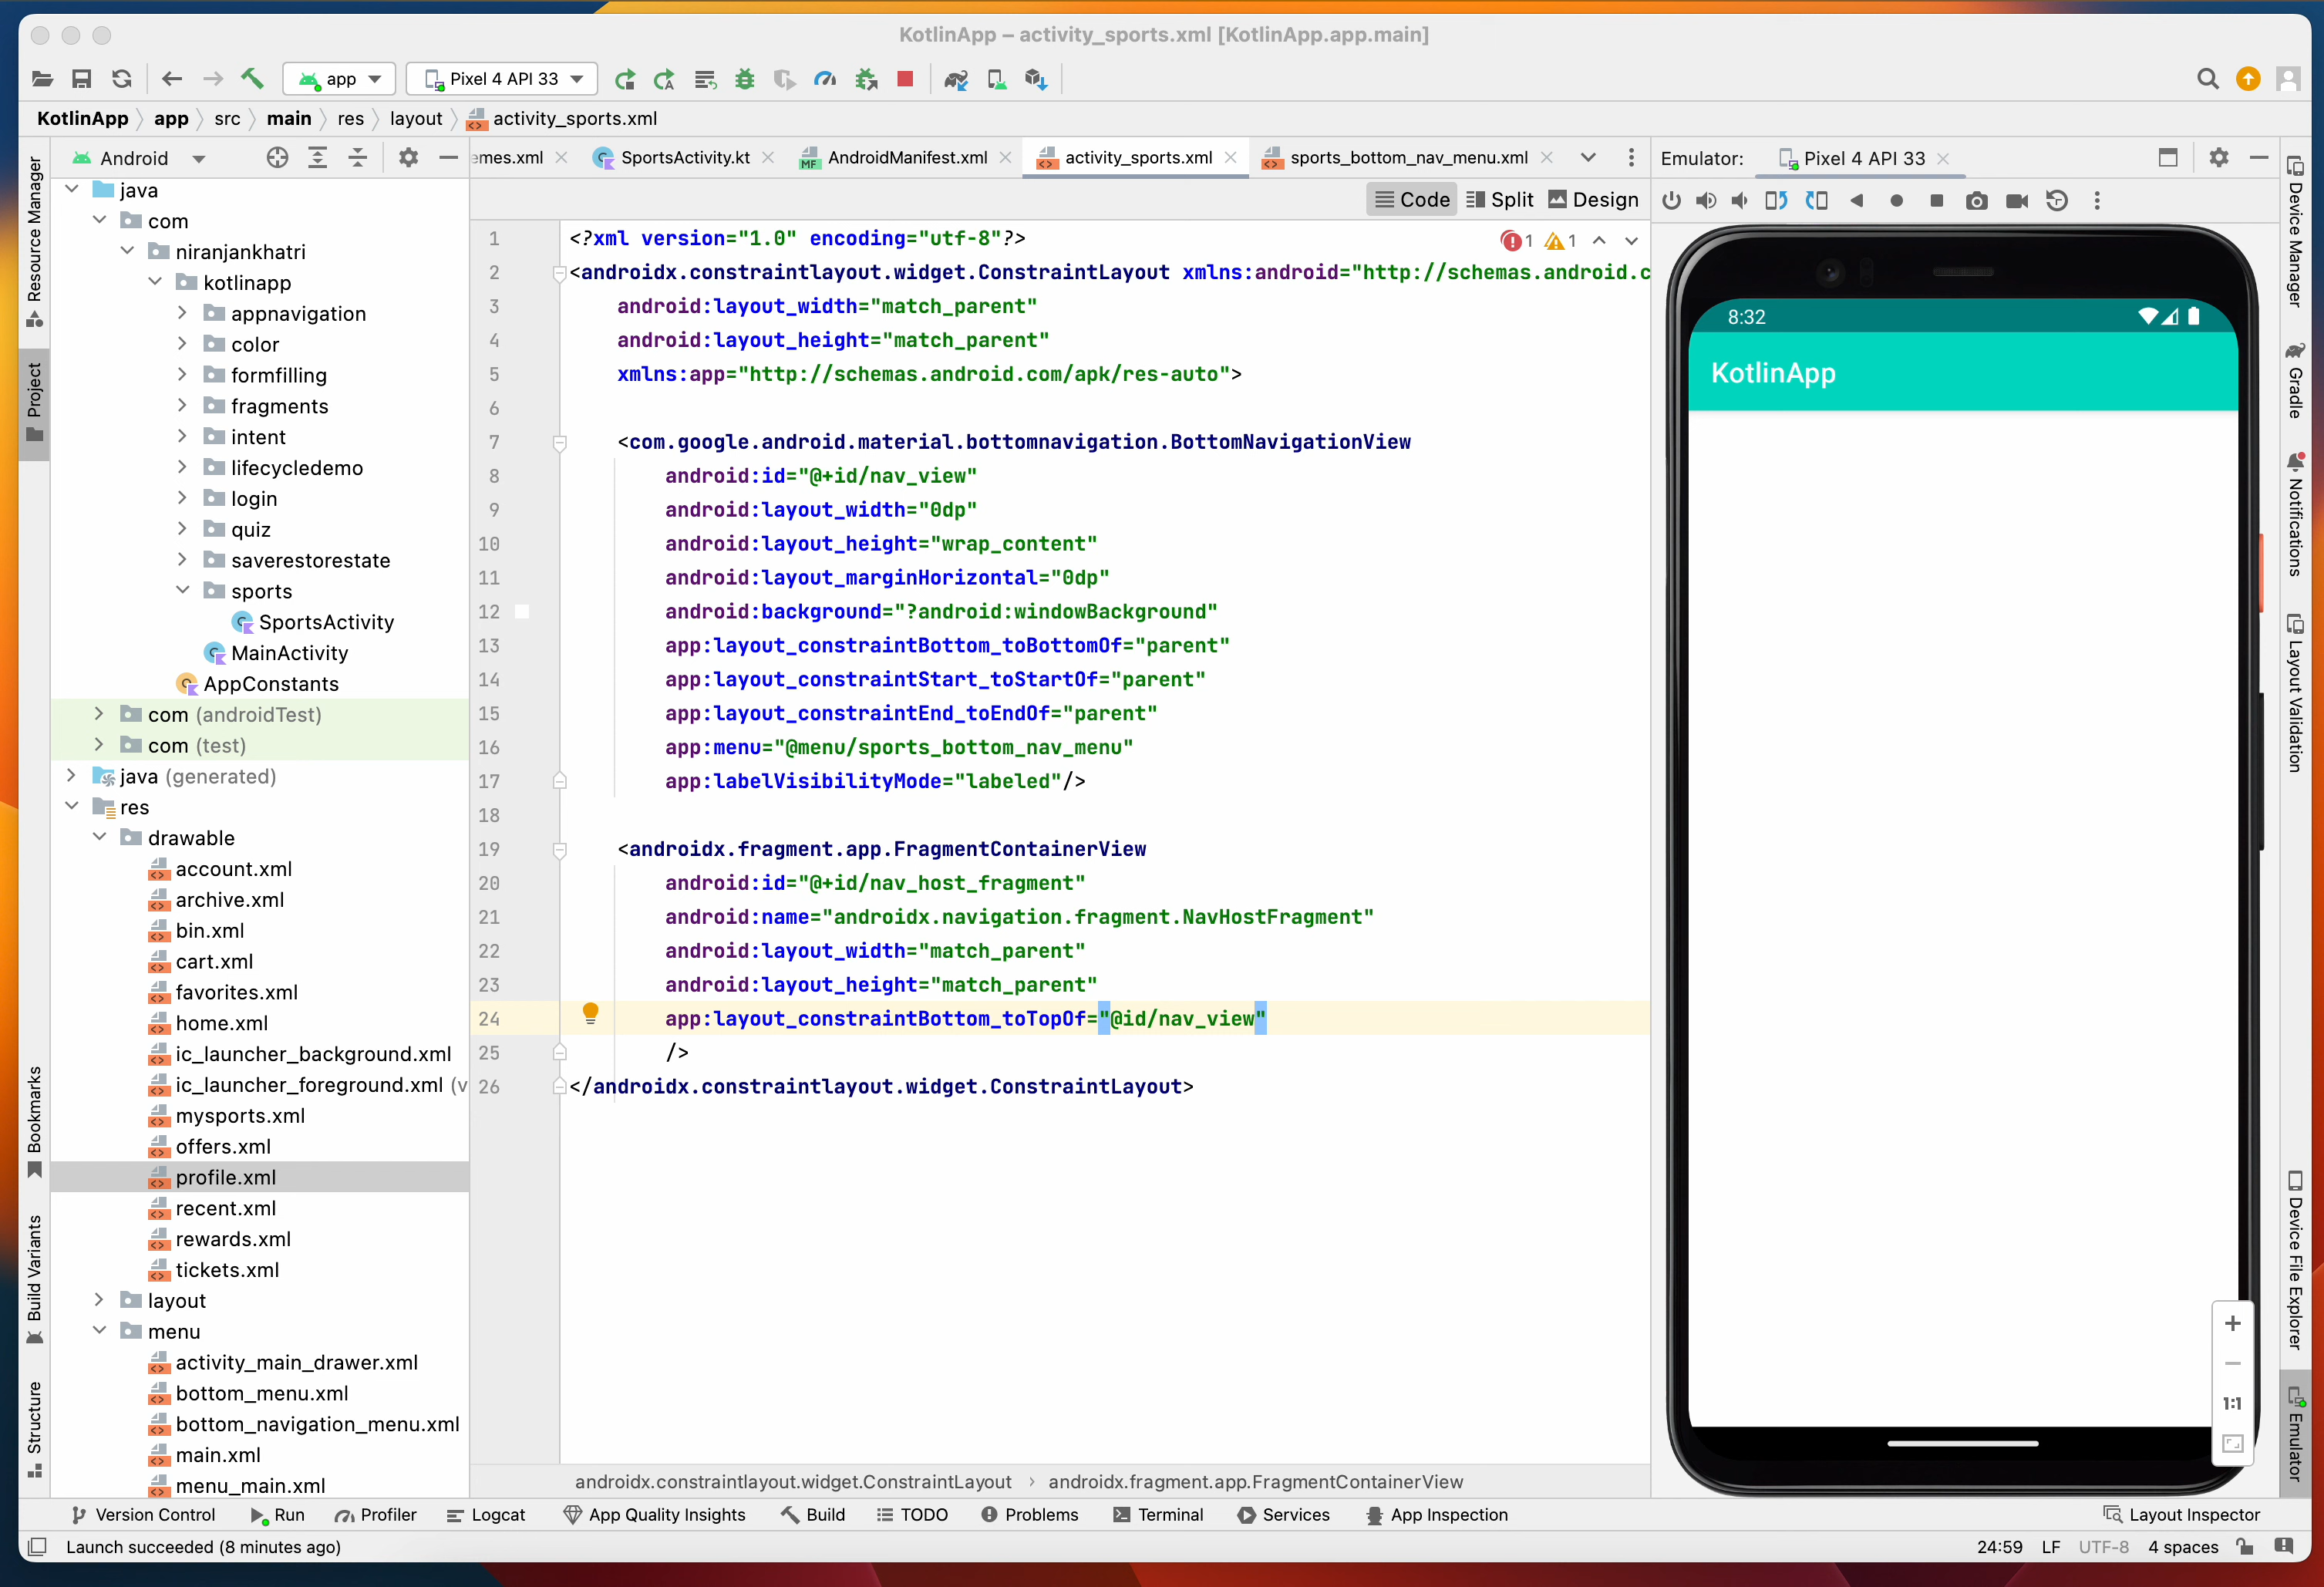 KotlinApp – activity_sports.xml [KotlinApp.app.main]
app
Pixel 4 API 33
KotlinApp
app
src
main
res
layout
activity_sports.xml
Android
emes.xml
SportsActivity.kt
MF
AndroidManifest.xml
activity_sports.xml
sports_bottom_nav_menu.xml
Emulator:
Pixel 4 API 33
Code
Split
Design
Resource Manager
Project
Bookmarks
Build Variants
Structure
java
com
niranjankhatri
kotlinapp
appnavigation
color
formfilling
fragments
intent
lifecycledemo
login
quiz
saverestorestate
sports
SportsActivity
MainActivity
AppConstants
com (androidTest)
com (test)
java (generated)
res
drawable
account.xml
archive.xml
bin.xml
cart.xml
favorites.xml
home.xml
ic_launcher_background.xml
ic_launcher_foreground.xml (v
mysports.xml
offers.xml
profile.xml
recent.xml
rewards.xml
tickets.xml
layout
menu
activity_main_drawer.xml
bottom_menu.xml
bottom_navigation_menu.xml
main.xml
menu_main.xml
1 <?xml version="1.0" encoding="utf-8"?>
1 1
2 <androidx.constraintlayout.widget.ConstraintLayout xmlns:android="http://schemas.android.c
3 android:layout_width="match_parent"
4 android:layout_height="match_parent"
5 xmlns:app="http://schemas.android.com/apk/res-auto">
6
7 <com.google.android.material.bottomnavigation.BottomNavigationView
8 android:id="@+id/nav_view"
9 android:layout_width="0dp"
10 android:layout_height="wrap_content"
11 android:layout_marginHorizontal="0dp"
12 android:background="?android:windowBackground"
13 app:layout_constraintBottom_toBottomOf="parent"
14 app:layout_constraintStart_toStartOf="parent"
15 app:layout_constraintEnd_toEndOf="parent"
16 app:menu="@menu/sports_bottom_nav_menu"
17 app:labelVisibilityMode="labeled"/>
18
19 <androidx.fragment.app.FragmentContainerView
20 android:id="@+id/nav_host_fragment"
21 android:name="androidx.navigation.fragment.NavHostFragment"
22 android:layout_width="match_parent"
23 android:layout_height="match_parent"
24 app:layout_constraintBottom_toTopOf="@id/nav_view"
25 />
26 </androidx.constraintlayout.widget.ConstraintLayout>
androidx.constraintlayout.widget.ConstraintLayout › androidx.fragment.app.FragmentContainerView
8:32
KotlinApp
1:1
Device Manager
Gradle
Notifications
Layout Validation
Device File Explorer
Emulator
Version Control
Run
Profiler
Logcat
App Quality Insights
Build
TODO
Problems
Terminal
Services
App Inspection
Layout Inspector
Launch succeeded (8 minutes ago)
24:59
LF
UTF-8
4 spaces